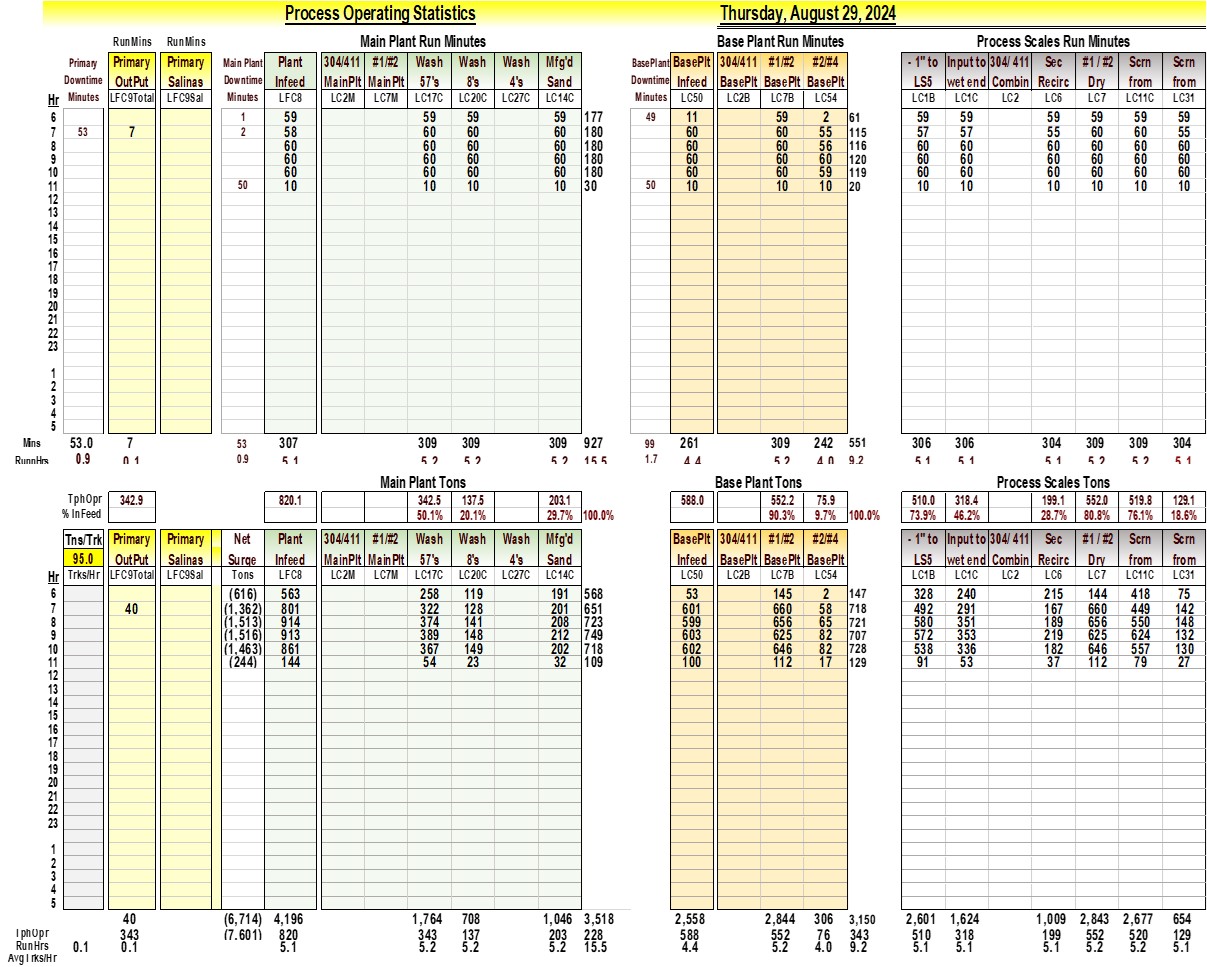 Process Operating Statistics Thursday, August 29, 2024
RunMins RunMins Main Plant Run Minutes Base Plant Run Minutes Process Scales Run Minutes
Primary Primary Primary Main Plant Plant 304/411 #1/#2 Wash Wash Wash Mfg'd BasePlant BasePlt 304/411 #1/#2 #2/#4 - 1" to Input to 304/ 411 Sec #1 / #2 Scrn Scrn
Downtime OutPut Salinas Downtime Infeed MainPlt MainPlt 57's 8's 4's Sand Downtime Infeed BasePlt BasePlt BasePlt LS5 wet end Combin Recirc Dry from from
Hr Minutes LFC9Total LFC9Sal Minutes LFC8 LC2M LC7M LC17C LC20C LC27C LC14C Minutes LC50 LC2B LC7B LC54 LC1B LC1C LC2 LC6 LC7 LC11C LC31
6 1 59 59 59 59 177 49 11 59 2 61 59 59 59 59 59 59
7 53 7 2 58 60 60 60 180 60 60 55 115 57 57 55 60 60 55
8 60 60 60 60 180 60 60 56 116 60 60 60 60 60 60
9 60 60 60 60 180 60 60 60 120 60 60 60 60 60 60
10 60 60 60 60 180 60 60 59 119 60 60 60 60 60 60
11 50 10 10 10 10 30 50 10 10 10 20 10 10 10 10 10 10
12
13
14
15
16
17
18
19
20
21
22
23
1
2
3
4
5
Mins 53.0 7 53 307 309 309 309 927 99 261 309 242 551 306 306 304 309 309 304
RunnHrs 0.9 0.1 0.9 5.1 5.2 5.2 5.2 15.5 1.7 4.4 5.2 4.0 9.2 5.1 5.1 5.1 5.2 5.2 5.1
Main Plant Tons Base Plant Tons Process Scales Tons
TphOpr 342.9 820.1 342.5 137.5 203.1 588.0 552.2 75.9 510.0 318.4 199.1 552.0 519.8 129.1
% InFeed 50.1% 20.1% 29.7% 100.0% 90.3% 9.7% 100.0% 73.9% 46.2% 28.7% 80.8% 76.1% 18.6%
Tns/Trk Primary Primary Net Plant 304/411 #1/#2 Wash Wash Wash Mfg'd BasePlt 304/411 #1/#2 #2/#4 - 1" to Input to 304/ 411 Sec #1 / #2 Scrn Scrn
95.0 OutPut Salinas Surge Infeed MainPlt MainPlt 57's 8's 4's Sand Infeed BasePlt BasePlt BasePlt LS5 wet end Combin Recirc Dry from from
Hr Trks/Hr LFC9Total LFC9Sal Tons LFC8 LC2M LC7M LC17C LC20C LC27C LC14C LC50 LC2B LC7B LC54 LC1B LC1C LC2 LC6 LC7 LC11C LC31
6 (616) 563 258 119 191 568 53 145 2 147 328 240 215 144 418 75
7 40 (1,362) 801 322 128 201 651 601 660 58 718 492 291 167 660 449 142
8 (1,513) 914 374 141 208 723 599 656 65 721 580 351 189 656 550 148
9 (1,516) 913 389 148 212 749 603 625 82 707 572 353 219 625 624 132
10 (1,463) 861 367 149 202 718 602 646 82 728 538 336 182 646 557 130
11 (244) 144 54 23 32 109 100 112 17 129 91 53 37 112 79 27
12
13
14
15
16
17
18
19
20
21
22
23
1
2
3
4
5
40 (6,714) 4,196 1,764 708 1,046 3,518 2,558 2,844 306 3,150 2,601 1,624 1,009 2,843 2,677 654
TphOpr 343 (7,601) 820 343 137 203 228 588 552 76 343 510 318 199 552 520 129
RunHrs 0.1 0.1 5.1 5.2 5.2 5.2 15.5 4.4 5.2 4.0 9.2 5.1 5.1 5.1 5.2 5.2 5.1
AvgTrks/Hr